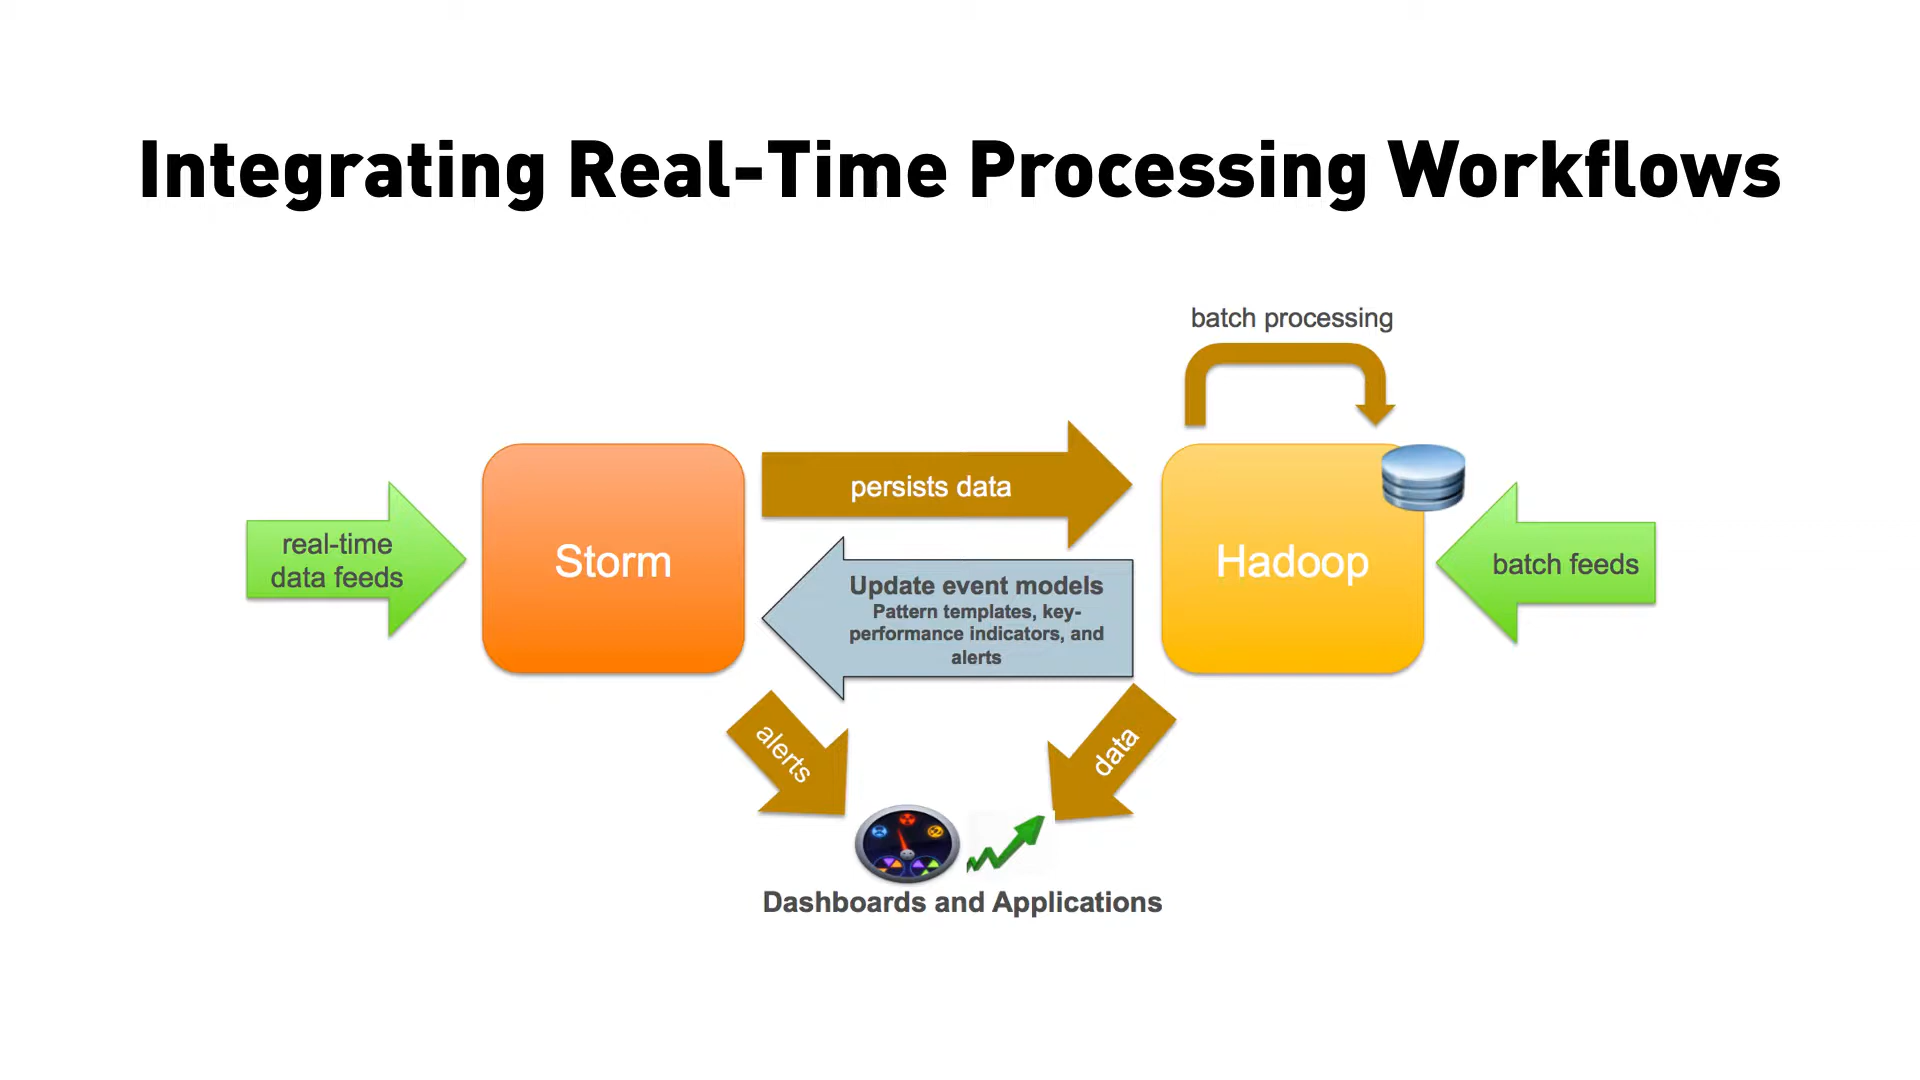 Integrating Real-Time Processing Workflows
batch processing
persists data
real-time
data feeds
Storm
Update event models
Pattern templates, key-
performance indicators, and
alerts
Hadoop
batch feeds
alerts
data
Dashboards and Applications